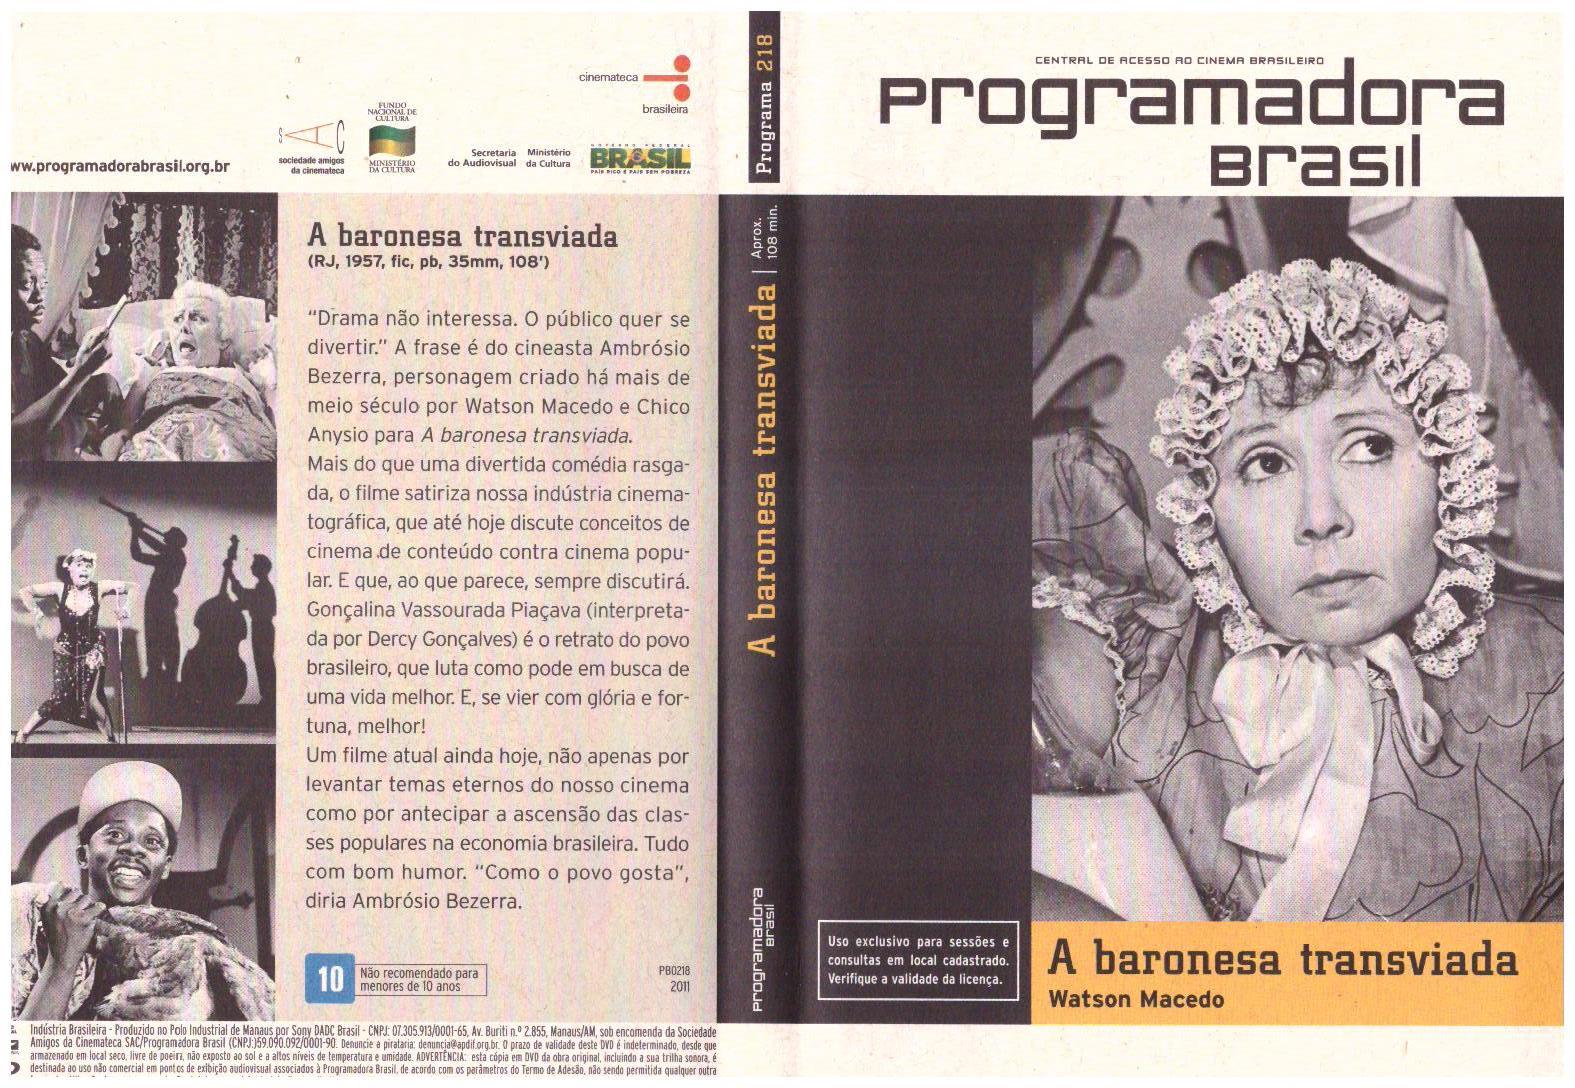 cinemateca
brasileira
FUNDO
NACIONAL DE
CULTURA
MINISTÉRIO
DA CULTURA
S A C
sociedade amigos
da cinemateca
Secretaria
do Audiovisual
Ministério
da Cultura
GOVERNO FEDERAL
BRASIL
PAÍS RICO É PAÍS SEM POBREZA
ww.programadorabrasil.org.br
A baronesa transviada
(RJ, 1957, fic, pb, 35mm, 108')
“Drama não interessa. O público quer se
divertir.” A frase é do cineasta Ambrósio
Bezerra, personagem criado há mais de
meio século por Watson Macedo e Chico
Anysio para A baronesa transviada.
Mais do que uma divertida comédia rasga-
da, o filme satiriza nossa indústria cinema-
tográfica, que até hoje discute conceitos de
cinema de conteúdo contra cinema popu-
lar. E que, ao que parece, sempre discutirá.
Gonçalina Vassourada Piaçava (interpreta-
da por Dercy Gonçalves) é o retrato do povo
brasileiro, que luta como pode em busca de
uma vida melhor. E, se vier com glória e for-
tuna, melhor!
Um filme atual ainda hoje, não apenas por
levantar temas eternos do nosso cinema
como por antecipar a ascensão das clas-
ses populares na economia brasileira. Tudo
com bom humor. “Como o povo gosta”,
diria Ambrósio Bezerra.
10
Não recomendado para
menores de 10 anos
PB0218
2011
Indústria Brasileira - Produzido no Polo Industrial de Manaus por Sony DADC Brasil - CNPJ: 07.305.913/0001-65, Av. Buriti n.º 2.855, Manaus/AM, sob encomenda da Sociedade
Amigos da Cinemateca SAC/Programadora Brasil (CNPJ:)59.090.092/0001-90. Denuncie a pirataria: denuncia@apdif.org.br. O prazo de validade deste DVD é indeterminado, desde que
armazenado em local seco, livre de poeira, não exposto ao sol e a altos níveis de temperatura e umidade. ADVERTÊNCIA: esta cópia em DVD da obra original, incluindo a sua trilha sonora, é
destinada ao uso não comercial em pontos de exibição audiovisual associados à Programadora Brasil, de acordo com os parâmetros do Termo de Adesão, não sendo permitida qualquer outra
Programa 218
Aprox.
108 min.
A baronesa transviada
programadora
Brasil
CENTRAL DE ACESSO AO CINEMA BRASILEIRO
programadora
Brasil
Uso exclusivo para sessões e
consultas em local cadastrado.
Verifique a validade da licença.
A baronesa transviada
Watson Macedo